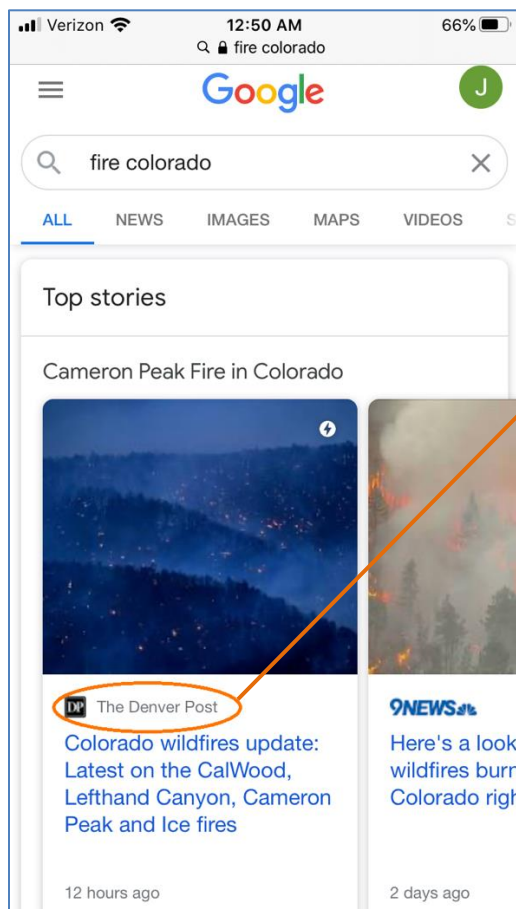 Verizon 12:50 AM 66%
fire colorado
Google J
fire colorado
ALL NEWS IMAGES MAPS VIDEOS S
Top stories
Cameron Peak Fire in Colorado
DP The Denver Post
Colorado wildfires update:
Latest on the CalWood,
Lefthand Canyon, Cameron
Peak and Ice fires
12 hours ago
9NEWS
Here's a look
wildfires burn
Colorado righ
2 days ago